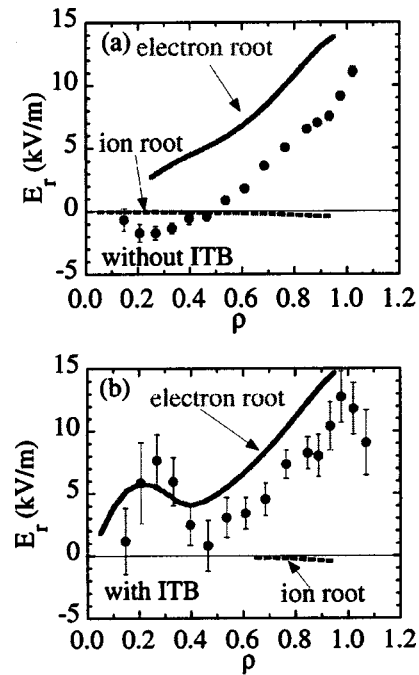 15
(a)
electron root
10
E_r (kV/m)
5
ion root
0
without ITB
-5
0.0 0.2 0.4 0.6 0.8 1.0 1.2
ρ
15
(b)
electron root
10
E_r (kV/m)
5
0
with ITB
ion root
-5
0.0 0.2 0.4 0.6 0.8 1.0 1.2
ρ